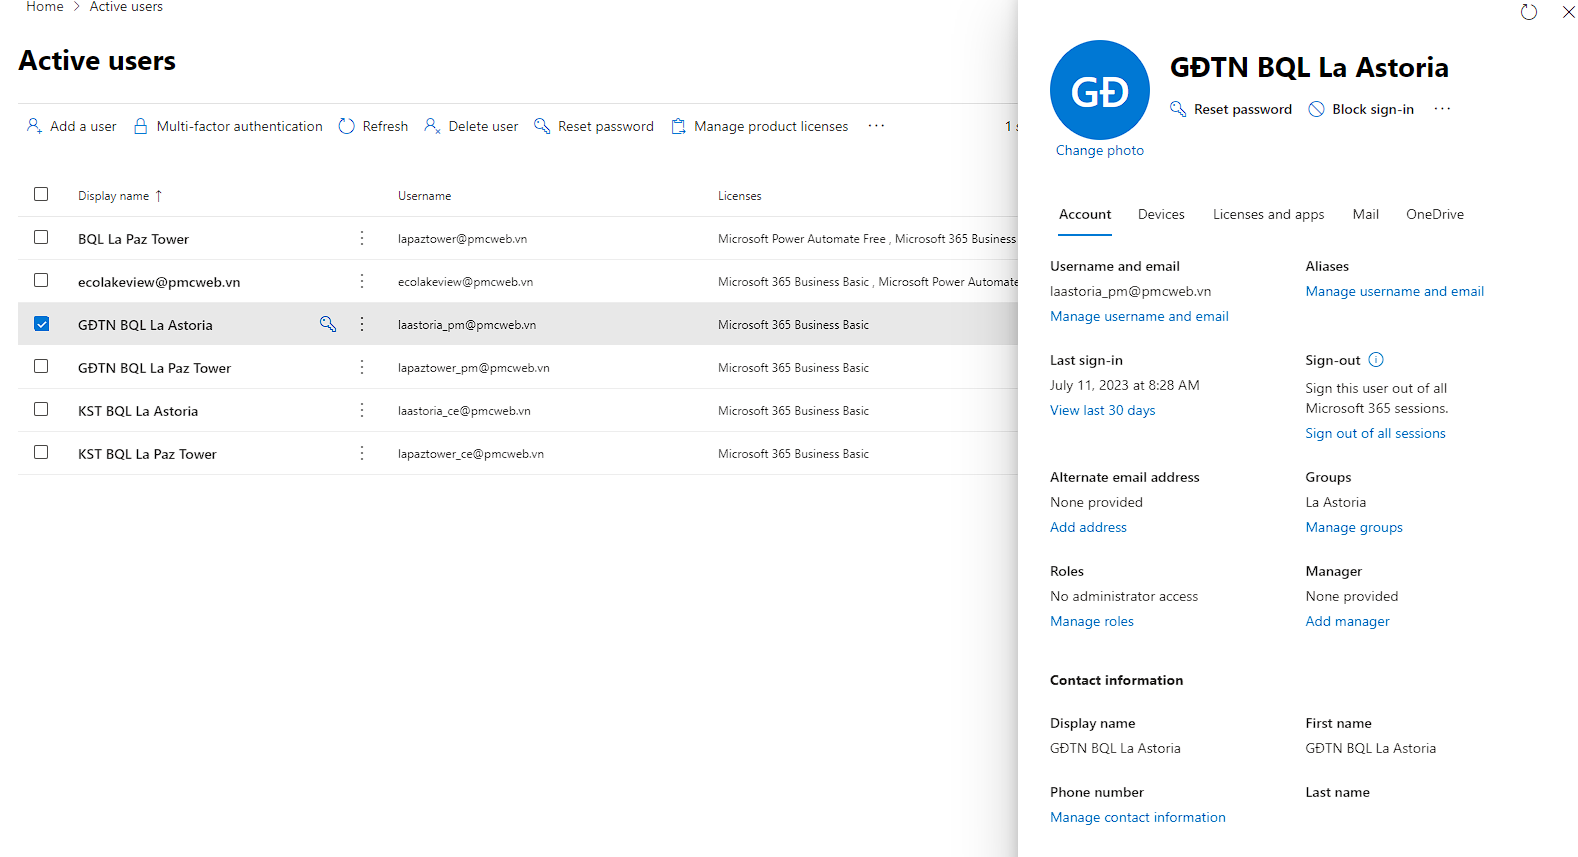 Home > Active users
Active users
Add a user Multi-factor authentication Refresh Delete user Reset password Manage product licenses ··· 1
Display name ↑ Username Licenses
BQL La Paz Tower lapaztower@pmcweb.vn Microsoft Power Automate Free , Microsoft 365 Business
ecolakeview@pmcweb.vn ecolakeview@pmcweb.vn Microsoft 365 Business Basic , Microsoft Power Automate
GĐTN BQL La Astoria laastoria_pm@pmcweb.vn Microsoft 365 Business Basic
GĐTN BQL La Paz Tower lapaztower_pm@pmcweb.vn Microsoft 365 Business Basic
KST BQL La Astoria laastoria_ce@pmcweb.vn Microsoft 365 Business Basic
KST BQL La Paz Tower lapaztower_ce@pmcweb.vn Microsoft 365 Business Basic
GĐ
Change photo
GĐTN BQL La Astoria
Reset password Block sign-in ···
Account Devices Licenses and apps Mail OneDrive
Username and email
laastoria_pm@pmcweb.vn
Manage username and email
Aliases
Manage username and email
Last sign-in
July 11, 2023 at 8:28 AM
View last 30 days
Sign-out
Sign this user out of all
Microsoft 365 sessions.
Sign out of all sessions
Alternate email address
None provided
Add address
Groups
La Astoria
Manage groups
Roles
No administrator access
Manage roles
Manager
None provided
Add manager
Contact information
Display name
GĐTN BQL La Astoria
First name
GĐTN BQL La Astoria
Phone number
Manage contact information
Last name